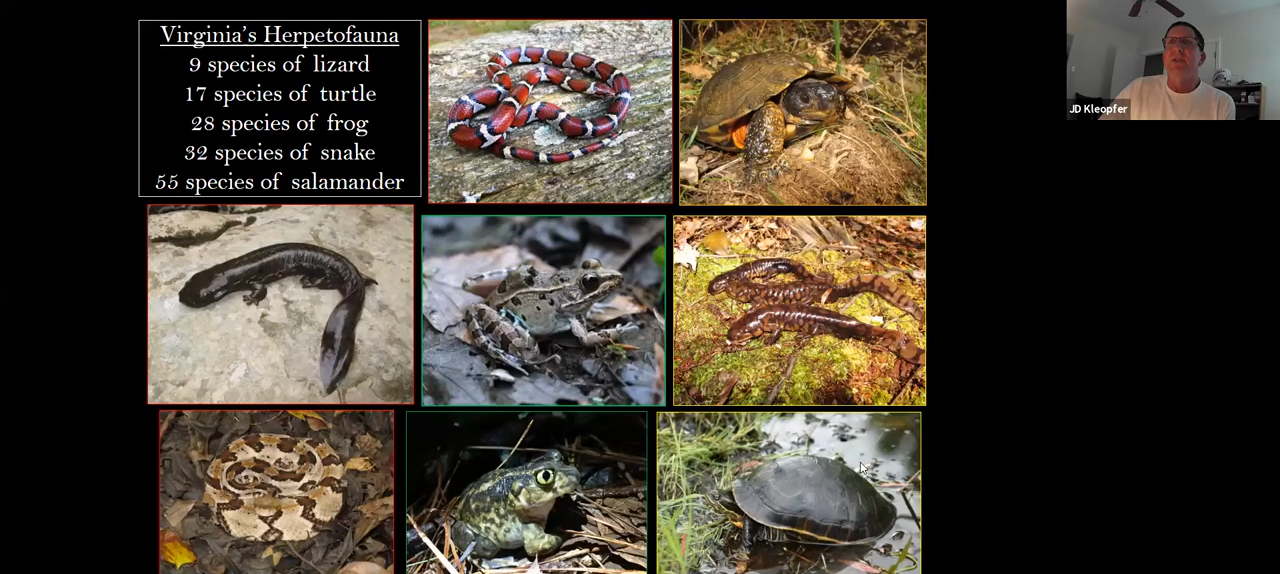 Virginia's Herpetofauna
9 species of lizard
17 species of turtle
28 species of frog
32 species of snake
55 species of salamander
JD Kleopfer